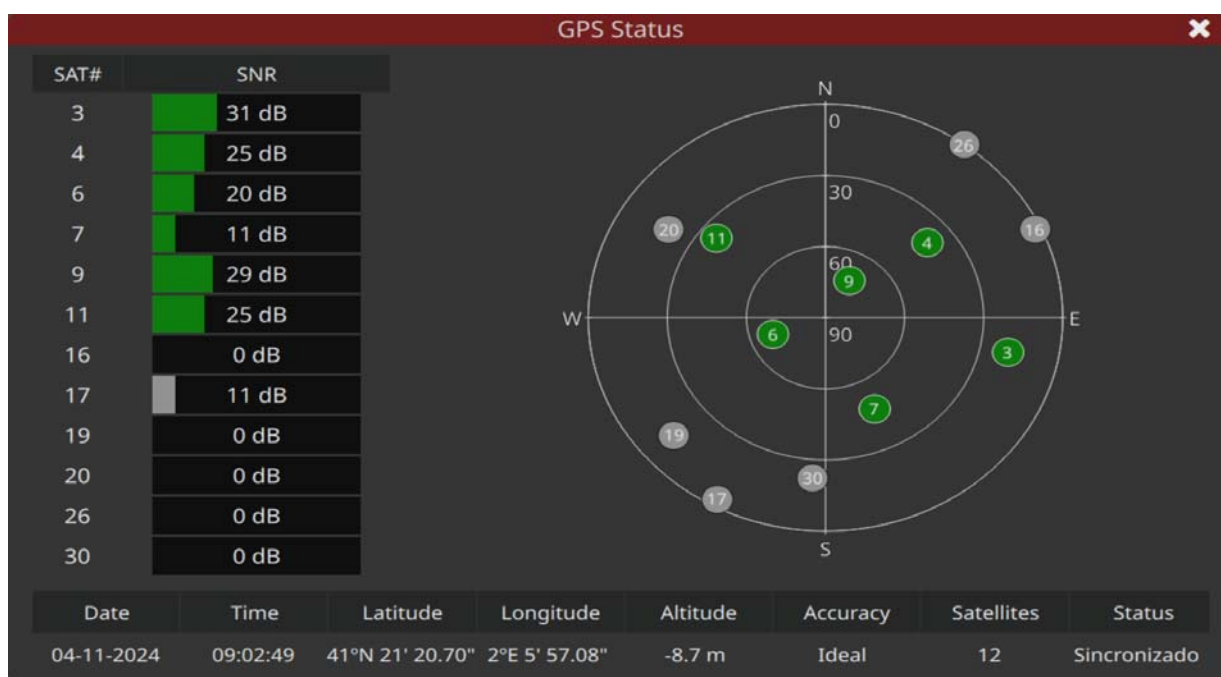 GPS Status
SAT# SNR
3 31 dB
4 25 dB
6 20 dB
7 11 dB
9 29 dB
11 25 dB
16 0 dB
17 11 dB
19 0 dB
20 0 dB
26 0 dB
30 0 dB
N
0
26
30
20
11
4
16
60
9
W
E
6
90
3
7
19
30
17
S
Date Time Latitude Longitude Altitude Accuracy Satellites Status
04-11-2024 09:02:49 41°N 21' 20.70" 2°E 5' 57.08" -8.7 m Ideal 12 Sincronizado